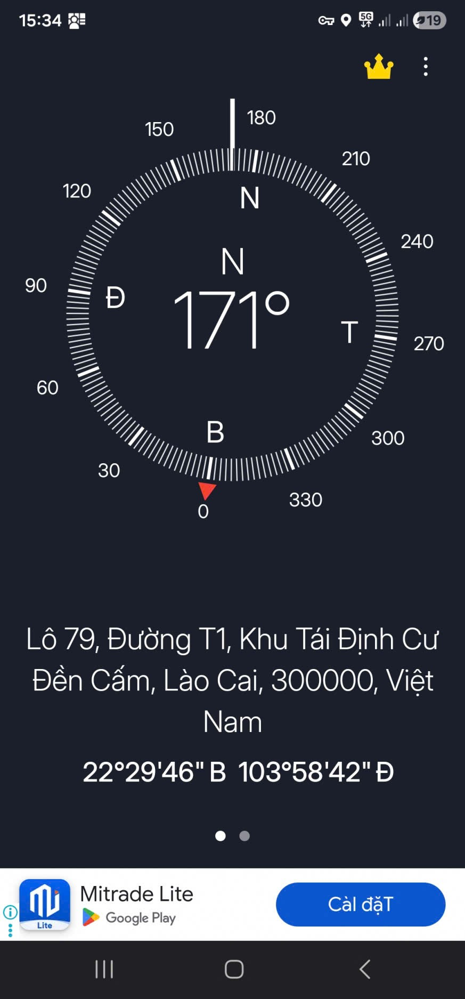 15:34
5G
19
180
150
210
120
N
240
N
90
Đ
171°
T
270
60
B
300
30
330
0
Lô 79, Đường T1, Khu Tái Định Cư
Đền Cấm, Lào Cai, 300000, Việt
Nam
22°29'46" B 103°58'42" Đ
Mitrade Lite
Google Play
Lite
Càl đặT